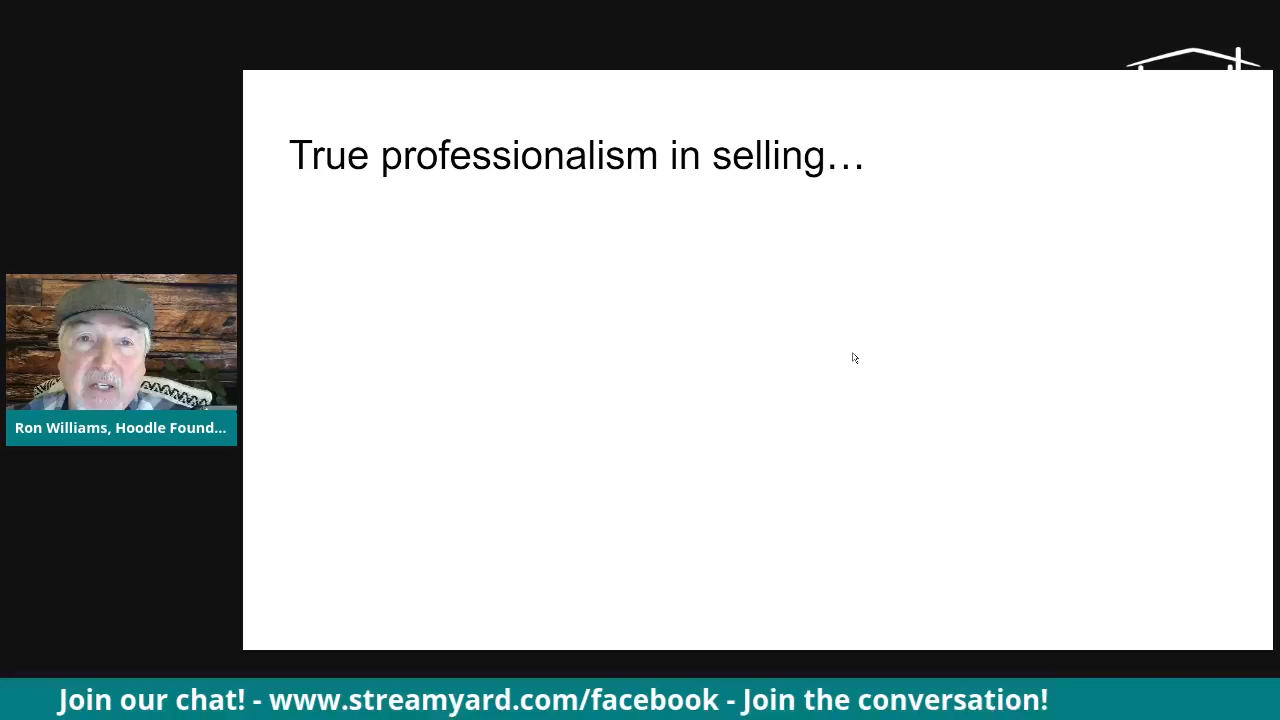 True professionalism in selling…
Ron Williams, Hoodle Found...
Join our chat! - www.streamyard.com/facebook - Join the conversation!